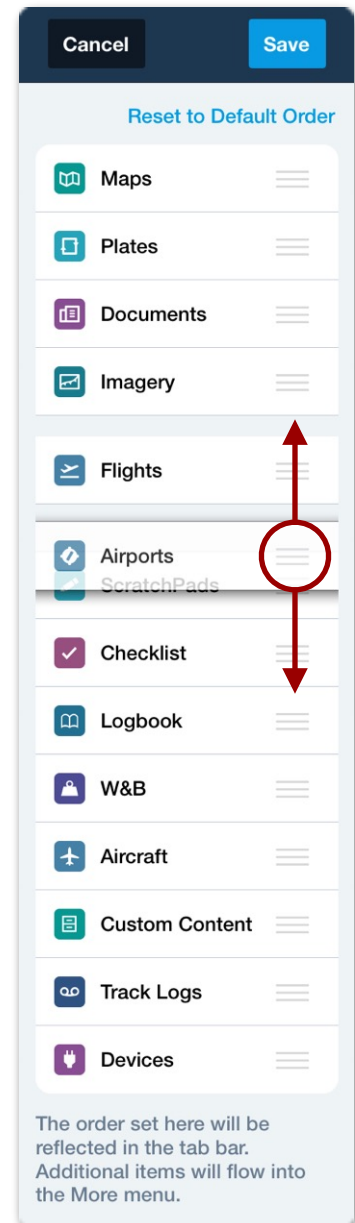 Cancel Save
Reset to Default Order
Maps
Plates
Documents
Imagery
Flights
Airports
ScratchPads
Checklist
Logbook
W&B
Aircraft
Custom Content
Track Logs
Devices
The order set here will be
reflected in the tab bar.
Additional items will flow into
the More menu.